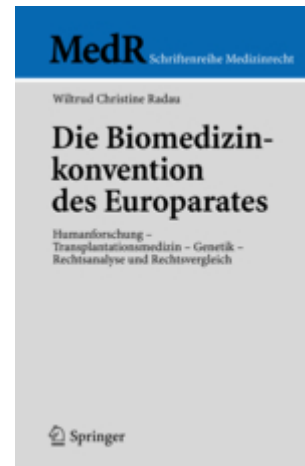 MedR Schriftenreihe Medizinrecht
Wiltrud Christine Radau
Die Biomedizin-
konvention
des Europarates
Humanforschung –
Transplantationsmedizin – Genetik –
Rechtsanalyse und Rechtsvergleich
Springer